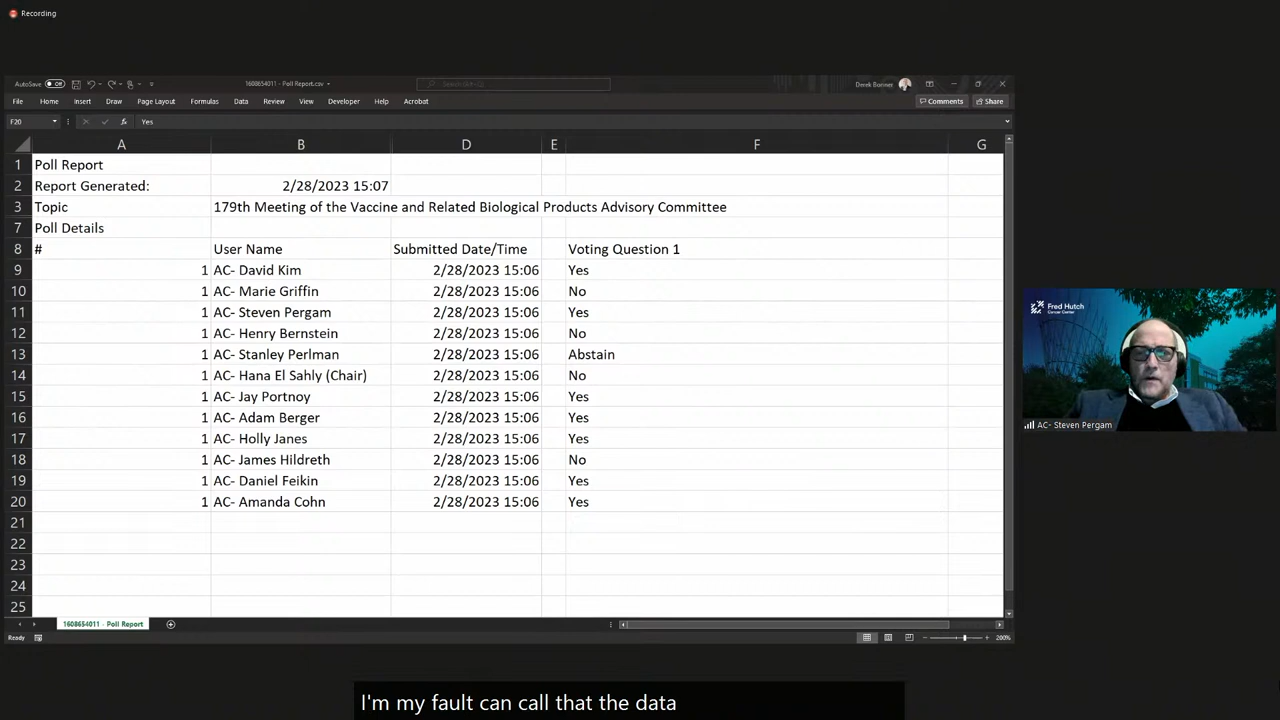 Recording
AutoSave Off
1608654011 - Poll Report.csv
Derek Bonner
File Home Insert Draw Page Layout Formulas Data Review View Developer Help Acrobat
Comments Share
F20 fx Yes
A B D E F G
1 Poll Report
2 Report Generated: 2/28/2023 15:07
3 Topic 179th Meeting of the Vaccine and Related Biological Products Advisory Committee
7 Poll Details
8 # User Name Submitted Date/Time Voting Question 1
9 1 AC- David Kim 2/28/2023 15:06 Yes
10 1 AC- Marie Griffin 2/28/2023 15:06 No
11 1 AC- Steven Pergam 2/28/2023 15:06 Yes
12 1 AC- Henry Bernstein 2/28/2023 15:06 No
13 1 AC- Stanley Perlman 2/28/2023 15:06 Abstain
14 1 AC- Hana El Sahly (Chair) 2/28/2023 15:06 No
15 1 AC- Jay Portnoy 2/28/2023 15:06 Yes
16 1 AC- Adam Berger 2/28/2023 15:06 Yes
17 1 AC- Holly Janes 2/28/2023 15:06 Yes
18 1 AC- James Hildreth 2/28/2023 15:06 No
19 1 AC- Daniel Feikin 2/28/2023 15:06 Yes
20 1 AC- Amanda Cohn 2/28/2023 15:06 Yes
21
22
23
24
25
1608654011 - Poll Report
Ready
200%
Fred Hutch
Cancer Center
AC- Steven Pergam
I'm my fault can call that the data